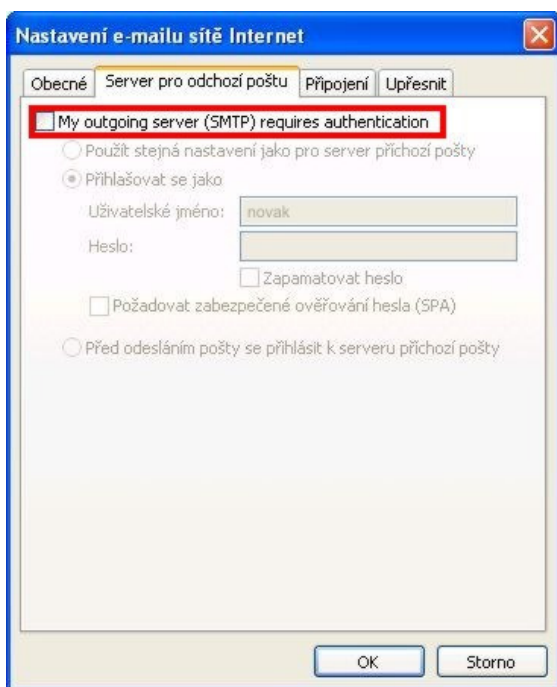 Nastavení e-mailu sítě Internet
Obecné Server pro odchozí poštu Připojení Upřesnit
My outgoing server (SMTP) requires authentication
Použít stejná nastavení jako pro server příchozí pošty
Přihlašovat se jako
Uživatelské jméno: novak
Heslo:
Zapamatovat heslo
Požadovat zabezpečené ověřování hesla (SPA)
Před odesláním pošty se přihlásit k serveru příchozí pošty
OK Storno